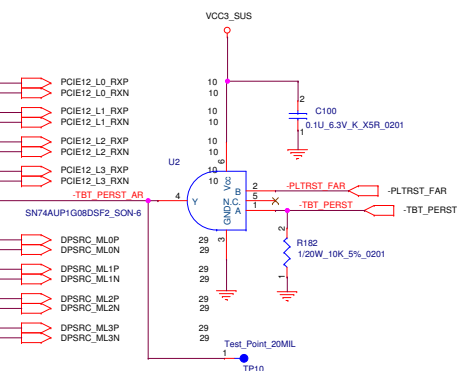 VCC3_SUS
PCIE12_L0_RXP 10
PCIE12_L0_RXN 10
PCIE12_L1_RXP 10
PCIE12_L1_RXN 10
PCIE12_L2_RXP 10
PCIE12_L2_RXN 10
PCIE12_L3_RXP 10
PCIE12_L3_RXN 10
2
C100
0.1U_6.3V_K_X5R_0201
1
U2
6
Vcc
-TBT_PERST_AR 4 Y
B 2 -PLTRST_FAR -PLTRST_FAR
N.C. 5
A 1 -TBT_PERST -TBT_PERST
GND
3
SN74AUP1G08DSF2_SON-6
2
R182
1/20W_10K_5%_0201
1
DPSRC_ML0P 29
DPSRC_ML0N 29
DPSRC_ML1P 29
DPSRC_ML1N 29
DPSRC_ML2P 29
DPSRC_ML2N 29
DPSRC_ML3P 29
DPSRC_ML3N 29
Test_Point_20MIL
1
TP10